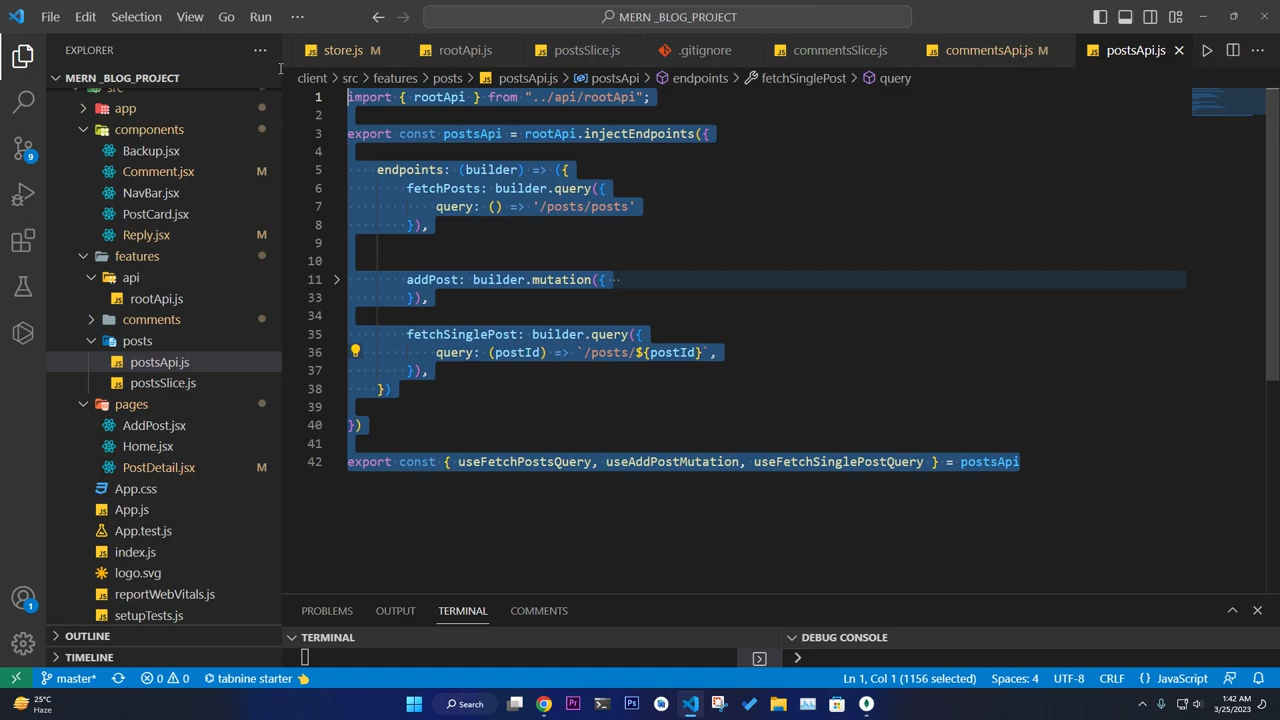 File Edit Selection View Go Run ··· MERN _BLOG_PROJECT
EXPLORER ···
store.js M rootApi.js postsSlice.js .gitignore commentsSlice.js commentsApi.js M postsApi.js ···
MERN _BLOG_PROJECT
client > src > features > posts > postsApi.js > postsApi > endpoints > fetchSinglePost > query
src
app
components
Backup.jsx
Comment.jsx M
NavBar.jsx
PostCard.jsx
Reply.jsx M
features
api
rootApi.js
comments
posts
postsApi.js
postsSlice.js
pages
AddPost.jsx
Home.jsx
PostDetail.jsx M
App.css
App.js
App.test.js
index.js
logo.svg
reportWebVitals.js
setupTests.js
OUTLINE
TIMELINE
9
1
1 import { rootApi } from "../api/rootApi";
2
3 export const postsApi = rootApi.injectEndpoints({
4
5 endpoints: (builder) => ({
6 fetchPosts: builder.query({
7 query: () => '/posts/posts'
8 }),
9
10
11 addPost: builder.mutation({ ···
33 }),
34
35 fetchSinglePost: builder.query({
36 query: (postId) => `/posts/${postId}`,
37 }),
38 })
39
40 })
41
42 export const { useFetchPostsQuery, useAddPostMutation, useFetchSinglePostQuery } = postsApi
PROBLEMS OUTPUT TERMINAL COMMENTS
TERMINAL DEBUG CONSOLE
master* 0 0 tabnine starter Ln 1, Col 1 (1156 selected) Spaces: 4 UTF-8 CRLF {} JavaScript
25°C
Haze
Search
1:42 AM
3/25/2023